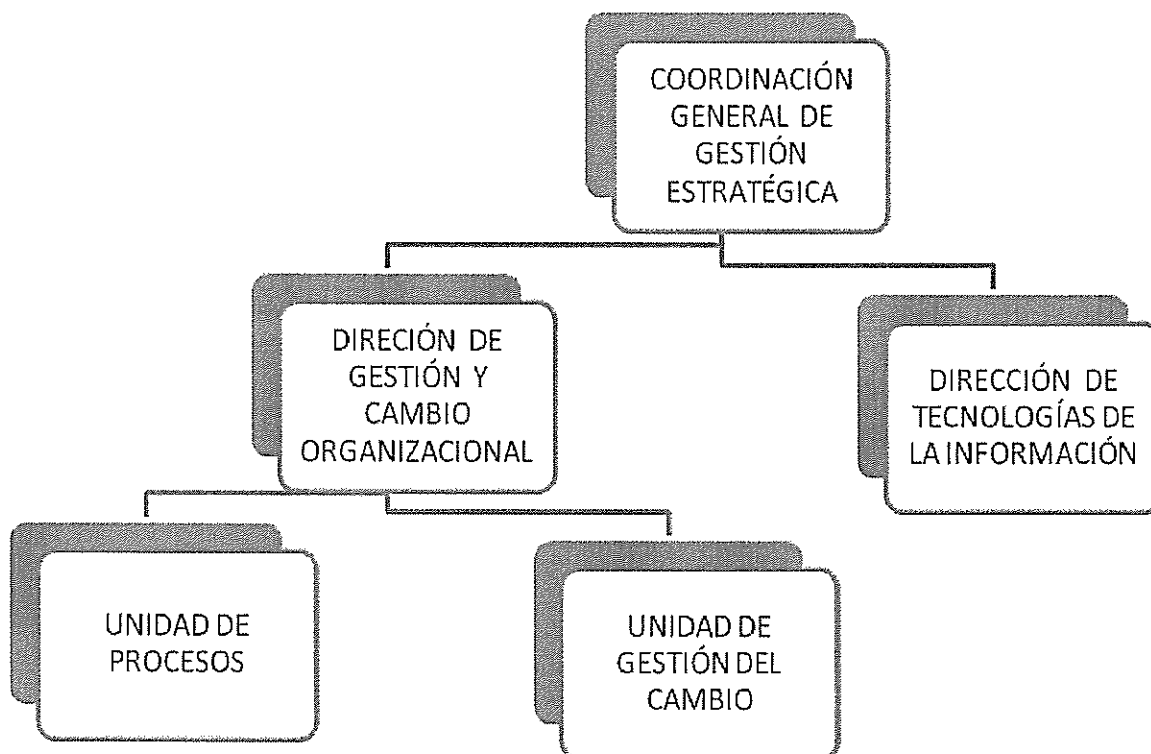 COORDINACIÓN
GENERAL DE
GESTIÓN
ESTRATÉGICA
DIRECIÓN DE
GESTIÓN Y
CAMBIO
ORGANIZACIONAL
DIRECCIÓN DE
TECNOLOGÍAS DE
LA INFORMACIÓN
UNIDAD DE
PROCESOS
UNIDAD DE
GESTIÓN DEL
CAMBIO